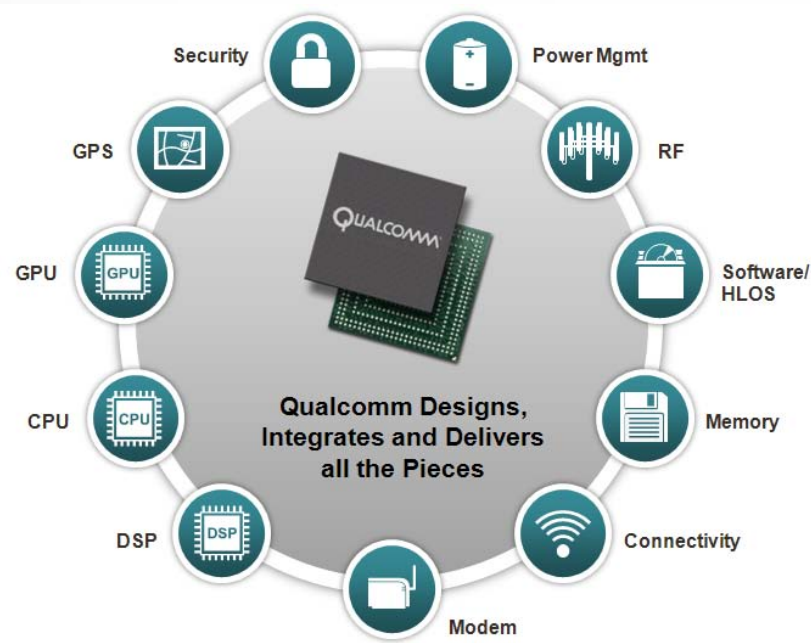 Security
Power Mgmt
GPS
RF
GPU
GPU
Software/
HLOS
CPU
CPU
Memory
DSP
DSP
Connectivity
Modem
QUALCOMM
Qualcomm Designs,
Integrates and Delivers
all the Pieces